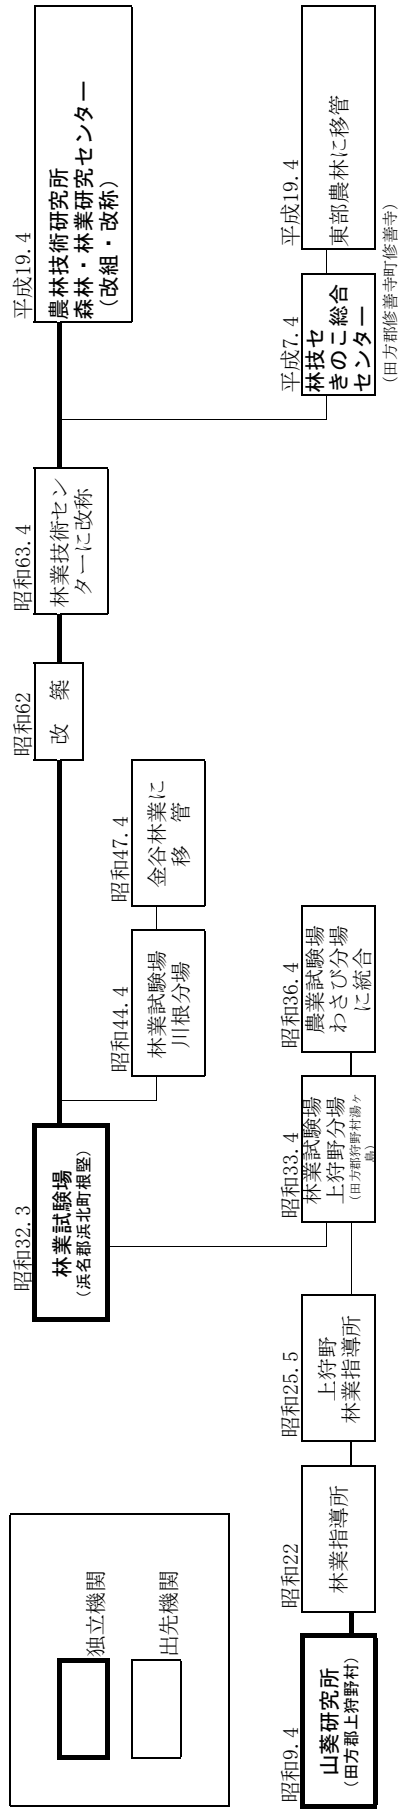 独立機関
出先機関
昭和9.4
山葵研究所
(田方郡上狩野村)
昭和22
林業指導所
昭和25.5
上狩野
林業指導所
昭和32.3
林業試験場
(浜名郡浜北町根堅)
昭和33.4
林業試験場
上狩野分場
(田方郡狩野村湯ヶ
島)
昭和36.4
農業試験場
わさび分場
に統合
昭和44.4
林業試験場
川根分場
昭和47.4
金谷林業に
移 管
昭和62
改 築
昭和63.4
林業技術セン
ターに改称
平成7.4
林技セ
きのこ総合
センター
(田方郡修善寺町修善寺)
平成19.4
東部農林に移管
平成19.4
農林技術研究所
森林・林業研究センター
(改組・改称)